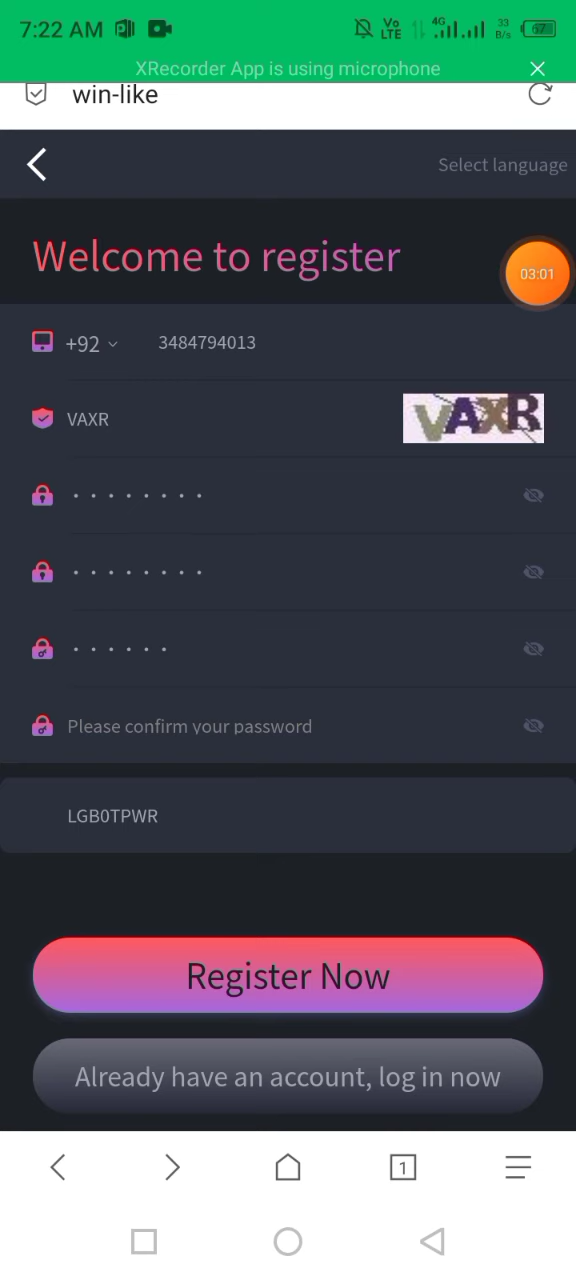 7:22 AM
Vo LTE 4G 33 B/s 67
XRecorder App is using microphone
win-like
Select language
Welcome to register
03:01
+92 3484794013
VAXR VAXR
Please confirm your password
LGB0TPWR
Register Now
Already have an account, log in now
1